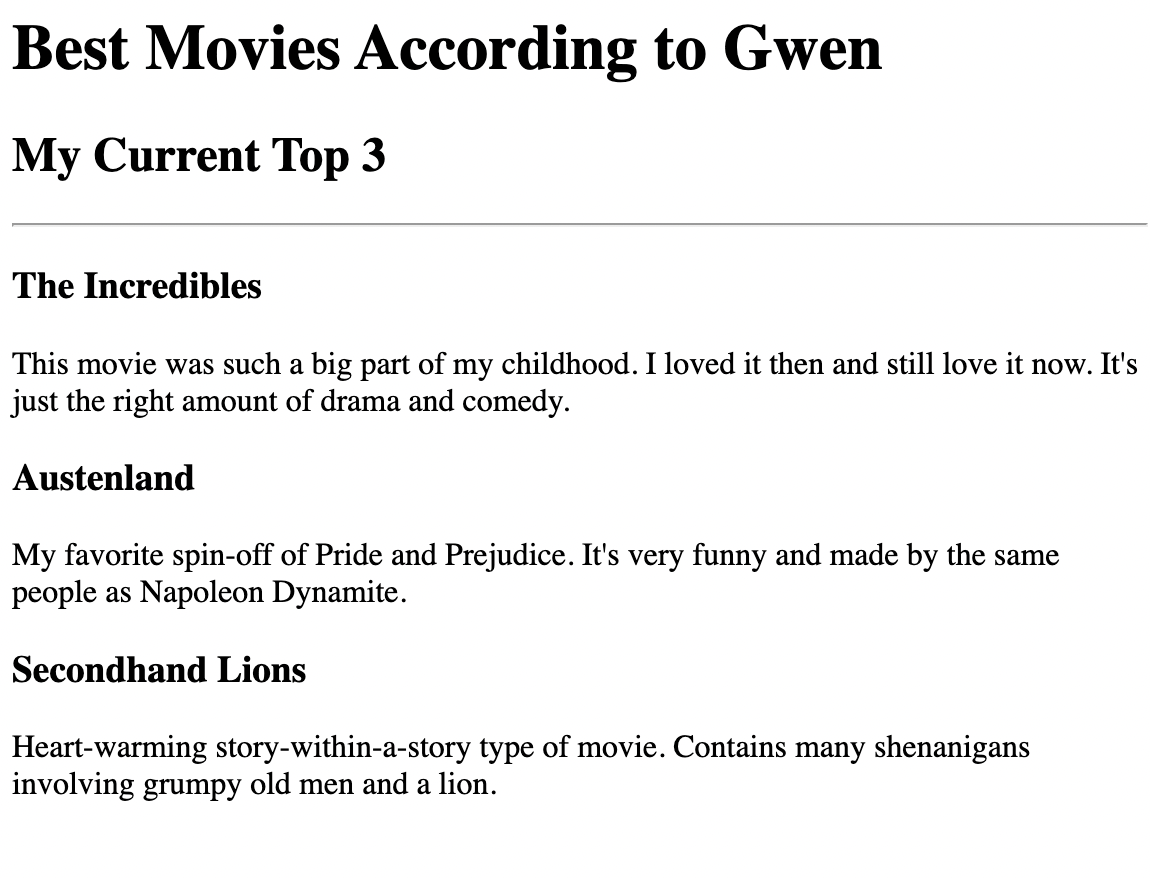 Best Movies According to Gwen
My Current Top 3
The Incredibles
This movie was such a big part of my childhood. I loved it then and still love it now. It's
just the right amount of drama and comedy.
Austenland
My favorite spin-off of Pride and Prejudice. It's very funny and made by the same
people as Napoleon Dynamite.
Secondhand Lions
Heart-warming story-within-a-story type of movie. Contains many shenanigans
involving grumpy old men and a lion.